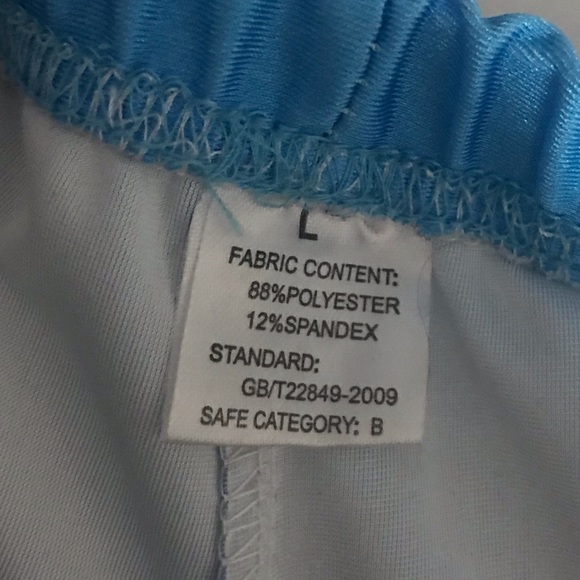 L
FABRIC CONTENT:
88%POLYESTER
12%SPANDEX
STANDARD:
GB/T22849-2009
SAFE CATEGORY: B